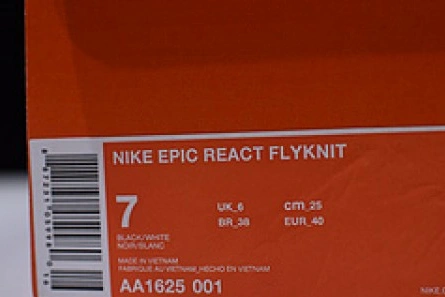 NIKE EPIC REACT FLYKNIT
7 UK_6 cm_25
BR_38 EUR_40
BLACK/WHITE
NOIR/BLANC
MADE IN VIETNAM
FABRIQUE AU VIETNAM_HECHO EN VIETNAM
AA1625 001